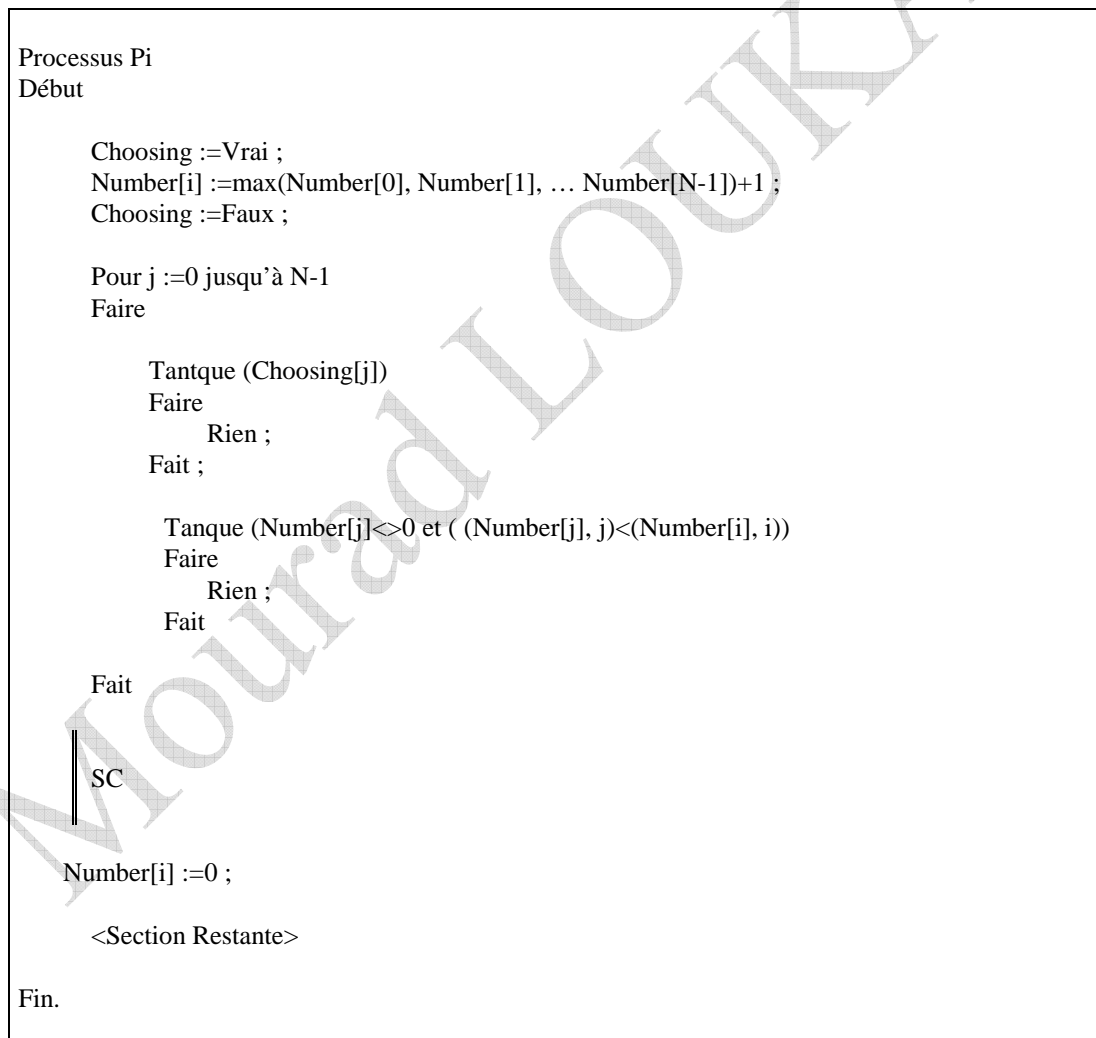 Processus Pi
Début
Choosing :=Vrai ;
Number[i] :=max(Number[0], Number[1], … Number[N-1])+1 ;
Choosing :=Faux ;
Pour j :=0 jusqu’à N-1
Faire
Tantque (Choosing[j])
Faire
Rien ;
Fait ;
Tanque (Number[j]<>0 et ( (Number[j], j)<(Number[i], i))
Faire
Rien ;
Fait
Fait
SC
Number[i] :=0 ;
<Section Restante>
Fin.
Mourad LOUKA